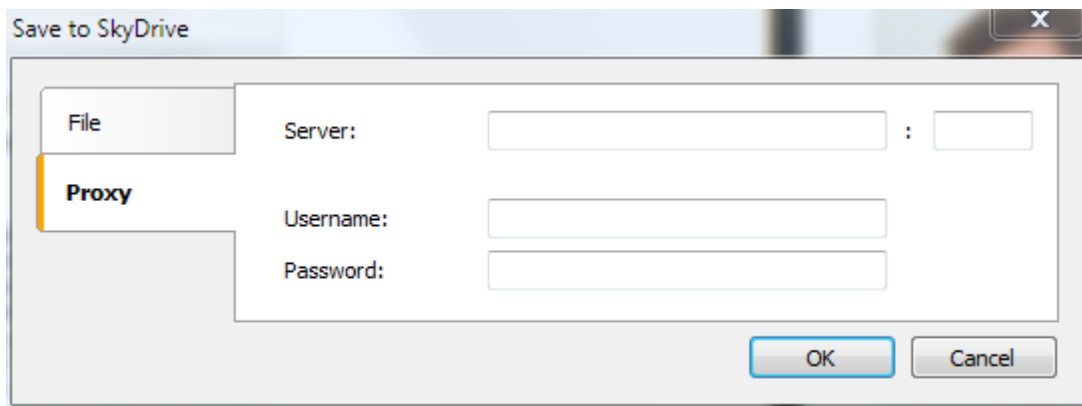 Save to SkyDrive
x
File
Server: :
Proxy
Username:
Password:
OK Cancel